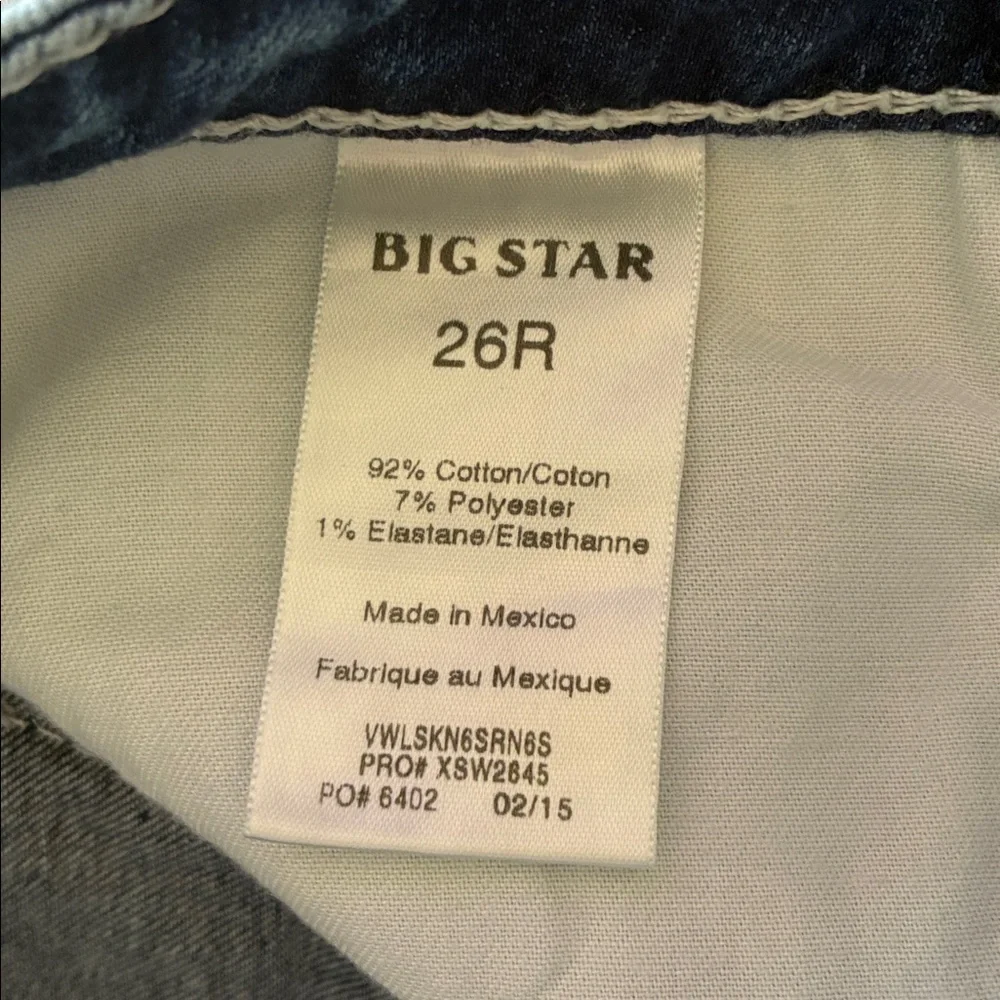 BIG STAR
26R
92% Cotton/Coton
7% Polyester
1% Elastane/Elasthanne
Made in Mexico
Fabrique au Mexique
VWLSKN6SRN6S
PRO# XSW2645
PO# 6402 02/15